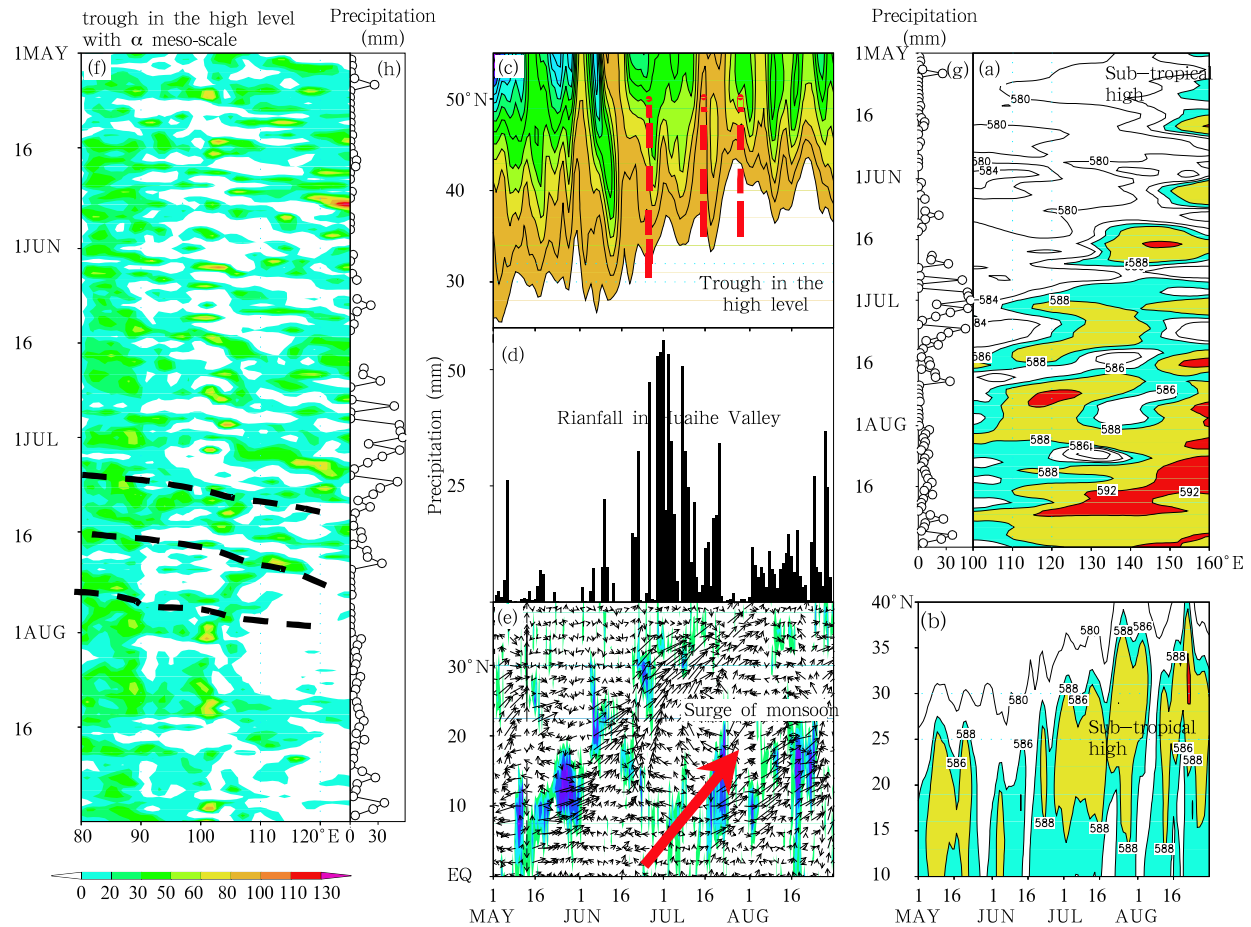 trough in the high level
with α meso-scale
Precipitation
(mm)
1MAY
16
1JUN
16
1JUL
16
1AUG
16
(f)
(h)
80 90 100 110 120°E 0 30
0 20 30 50 60 80 100 110 130
(c)
50°N
40
30
Trough in the
high level
(d)
Precipitation (mm)
50
25
Rianfall in Huaihe Valley
(e)
30°N
20
10
EQ
Surge of monsoon
1 16 1 16 1 16 1 16
MAY JUN JUL AUG
Precipitation
(mm)
1MAY
16
1JUN
16
1JUL
16
1AUG
16
(g)
(a)
Sub-tropical
high
580
580
580
584
580
588
584
588
84
586
588
586
586
588
588
586
588
592
592
0 30 100 110 120 130 140 150 160°E
40°N
30
25
20
15
10
(b)
580
588
586
584
588
580
586
580
588
586
Sub-tropical
high
586
588
586
588
588
588
588
588
1 16 1 16 1 16 1 16
MAY JUN JUL AUG